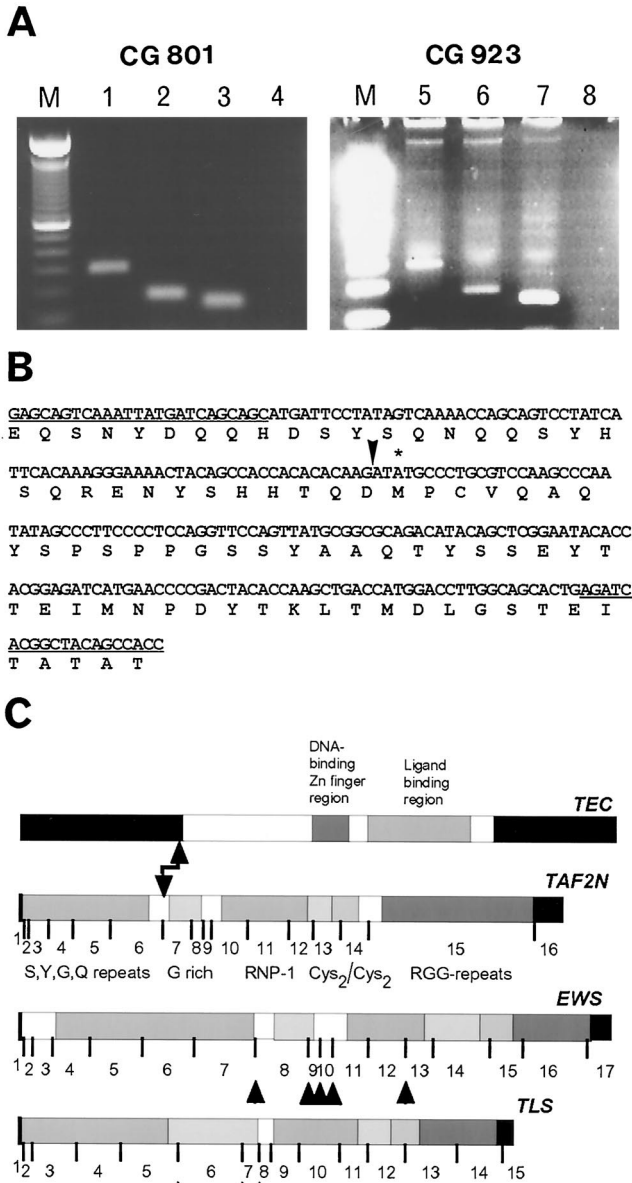 A
CG 801 CG 923
M 1 2 3 4 M 5 6 7 8
B
GAGCAGTCAAATTATGATCAGCAGCATGATTCCTATAGTCAAAACCAGCAGTCCTATCA
E Q S N Y D Q Q H D S Y S Q N Q Q S Y H
*
TTCACAAAGGGAAAACTACAGCCACCACACACAAGATATGCCCTGCGTCCAAGCCCAA
S Q R E N Y S H H T Q D M P C V Q A Q
TATAGCCCTTCCCCTCCAGGTTCCAGTTATGCGGCGCAGACATACAGCTCGGAATACACC
Y S P S P P G S S Y A A Q T Y S S E Y T
ACGGAGATCATGAACCCCGACTACACCAAGCTGACCATGGACCTTGGCAGCACTGAGATC
T E I M N P D Y T K L T M D L G S T E I
ACGGCTACAGCCACC
T A T A T
C
DNA-
binding
Zn finger
region
Ligand
binding
region
TEC
TAF2N
1 2 3 4 5 6 7 8 9 10 11 12 13 14 15 16
S,Y,G,Q repeats G rich RNP-1 Cys2/Cys2 RGG-repeats
EWS
1 2 3 4 5 6 7 8 9 10 11 12 13 14 15 16 17
TLS
1 2 3 4 5 6 7 8 9 10 11 12 13 14 15